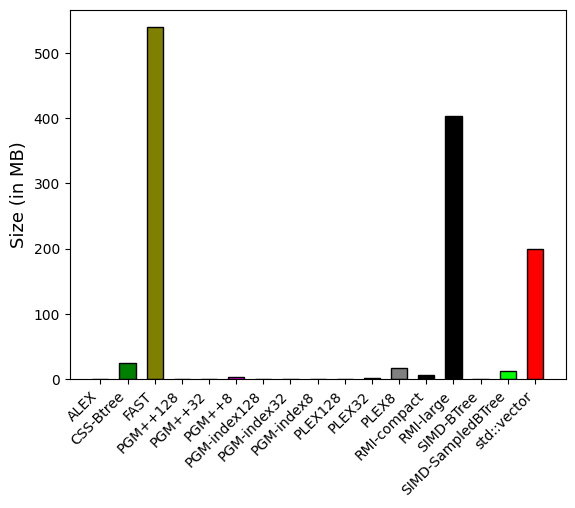 Size (in MB)
500
400
300
200
100
0
ALEX
CSS-Btree
FAST
PGM++128
PGM++32
PGM++8
PGM-index128
PGM-index32
PGM-index8
PLEX128
PLEX32
PLEX8
RMI-compact
RMI-large
SIMD-BTree
SIMD-SampledBTree
std::vector